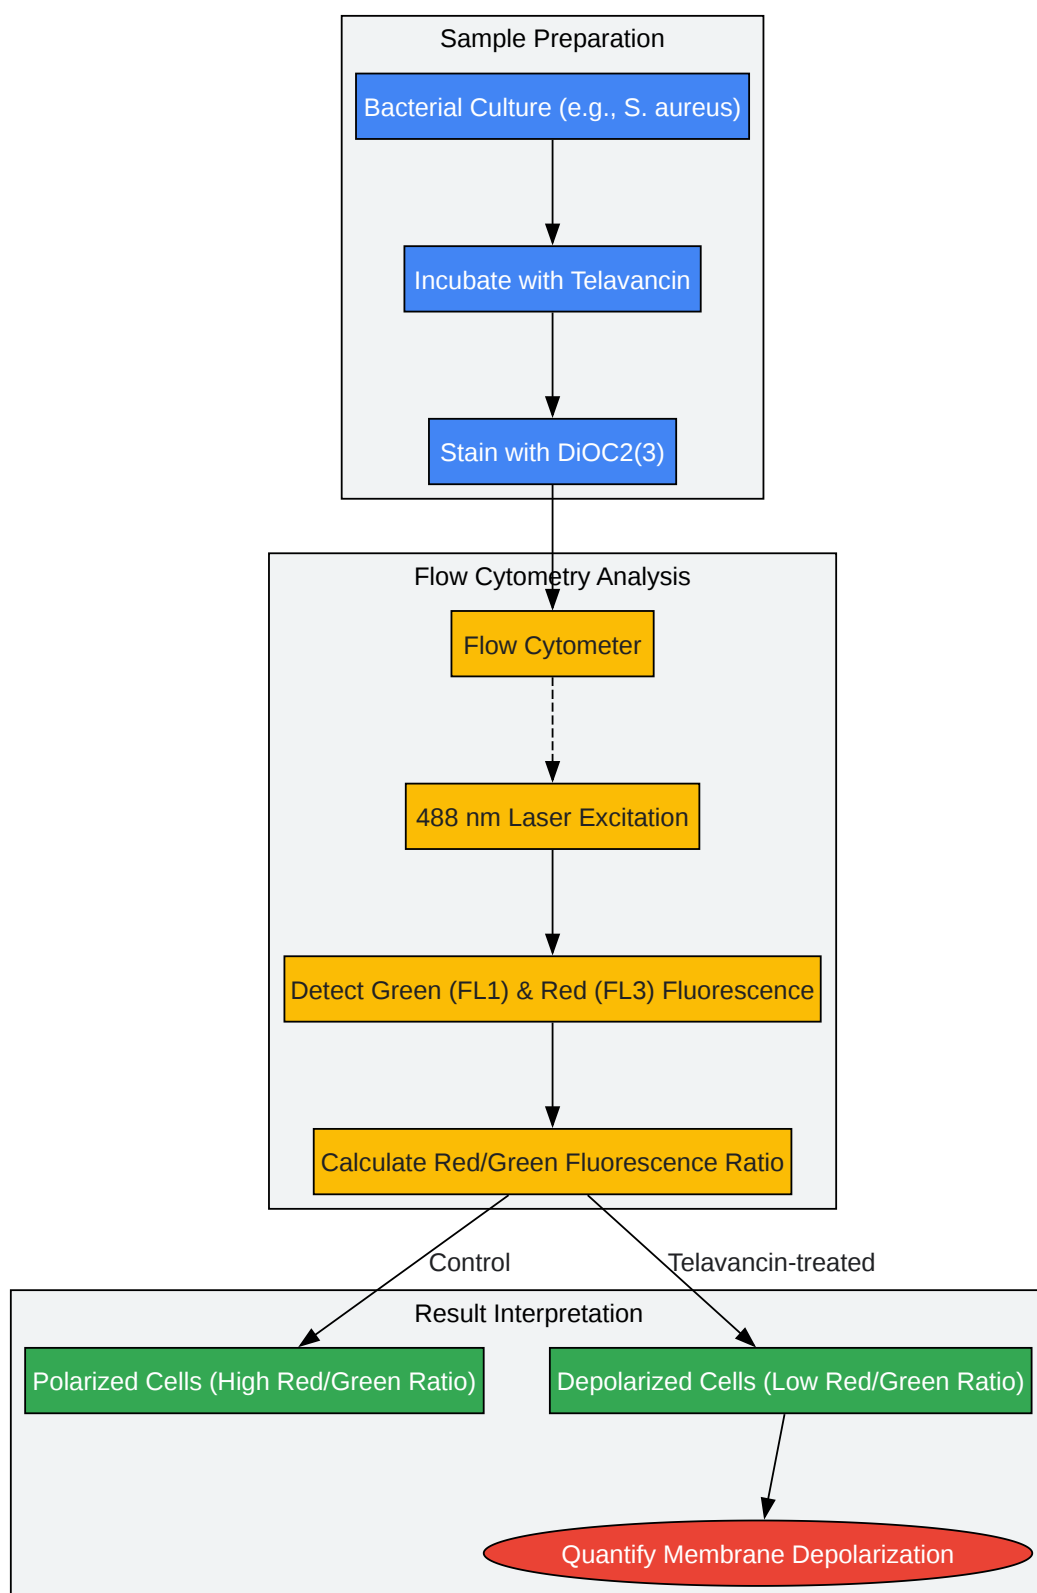 Sample Preparation
Bacterial Culture (e.g., S. aureus)
Incubate with Telavancin
Stain with DiOC2(3)
Flow Cytometry Analysis
Flow Cytometer
488 nm Laser Excitation
Detect Green (FL1) & Red (FL3) Fluorescence
Calculate Red/Green Fluorescence Ratio
Control
Telavancin-treated
Result Interpretation
Polarized Cells (High Red/Green Ratio)
Depolarized Cells (Low Red/Green Ratio)
Quantify Membrane Depolarization